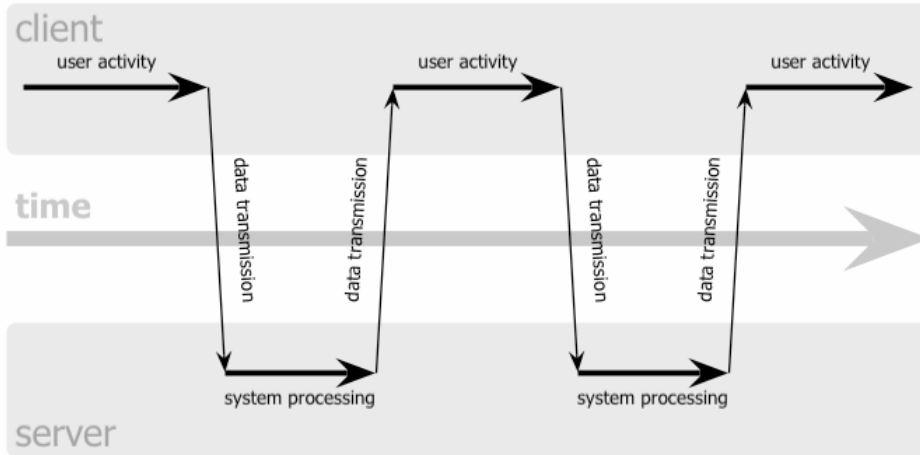 client
user activity
user activity
user activity
data transmission
data transmission
data transmission
data transmission
time
system processing
system processing
server